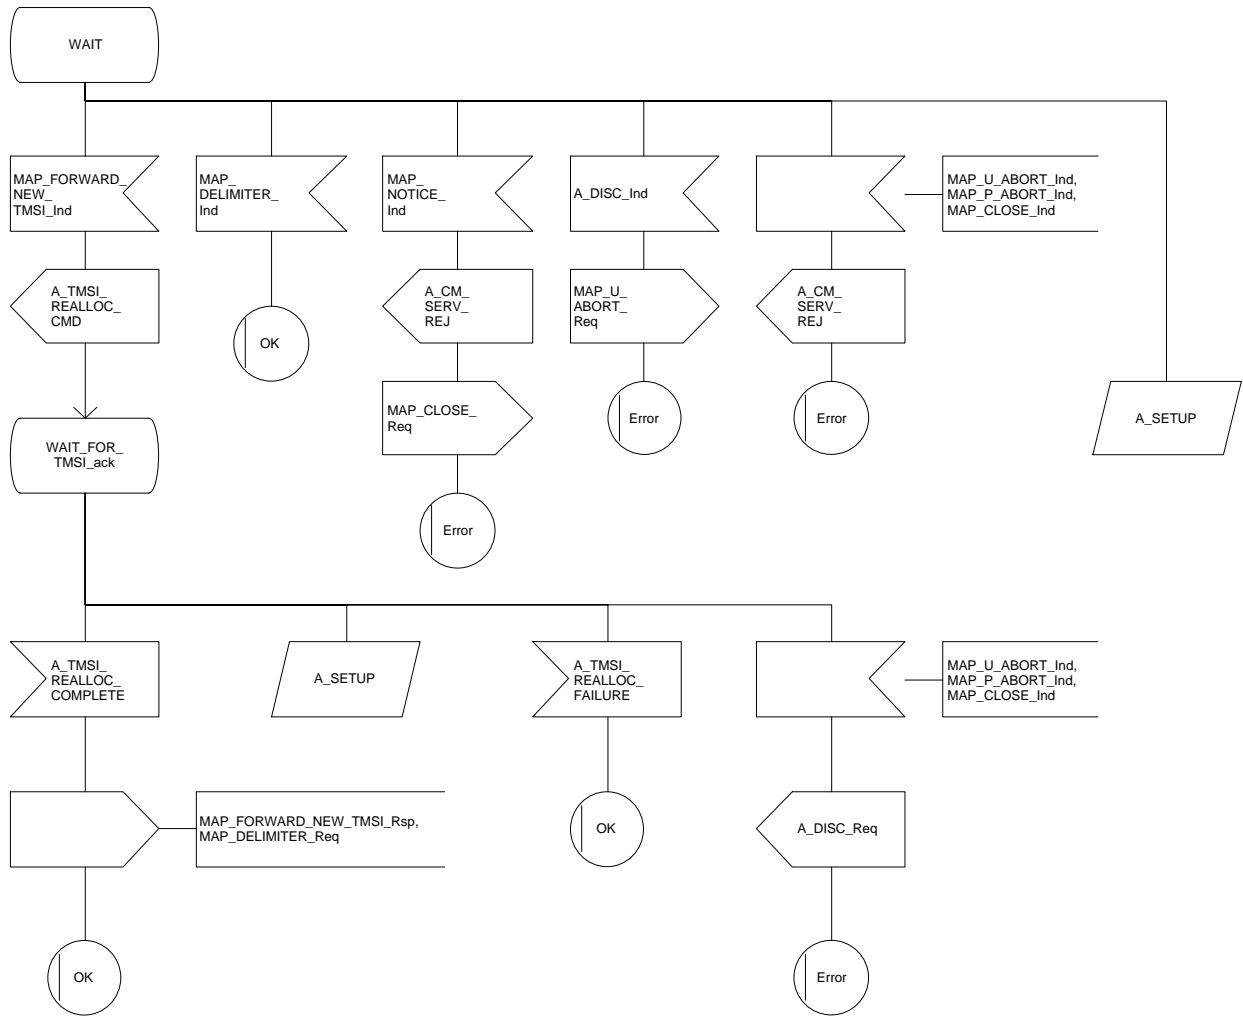 WAIT
MAP_FORWARD_
NEW_
TMSI_Ind
MAP_
DELIMITER_
Ind
MAP_
NOTICE_
Ind
A_DISC_Ind
MAP_U_ABORT_Ind,
MAP_P_ABORT_Ind,
MAP_CLOSE_Ind
A_TMSI_
REALLOC_
CMD
OK
A_CM_
SERV_
REJ
MAP_U_
ABORT_
Req
A_CM_
SERV_
REJ
MAP_CLOSE_
Req
Error
Error
A_SETUP
WAIT_FOR_
TMSI_ack
Error
A_TMSI_
REALLOC_
COMPLETE
A_SETUP
A_TMSI_
REALLOC_
FAILURE
MAP_U_ABORT_Ind,
MAP_P_ABORT_Ind,
MAP_CLOSE_Ind
MAP_FORWARD_NEW_TMSI_Rsp,
MAP_DELIMITER_Req
OK
A_DISC_Req
OK
Error